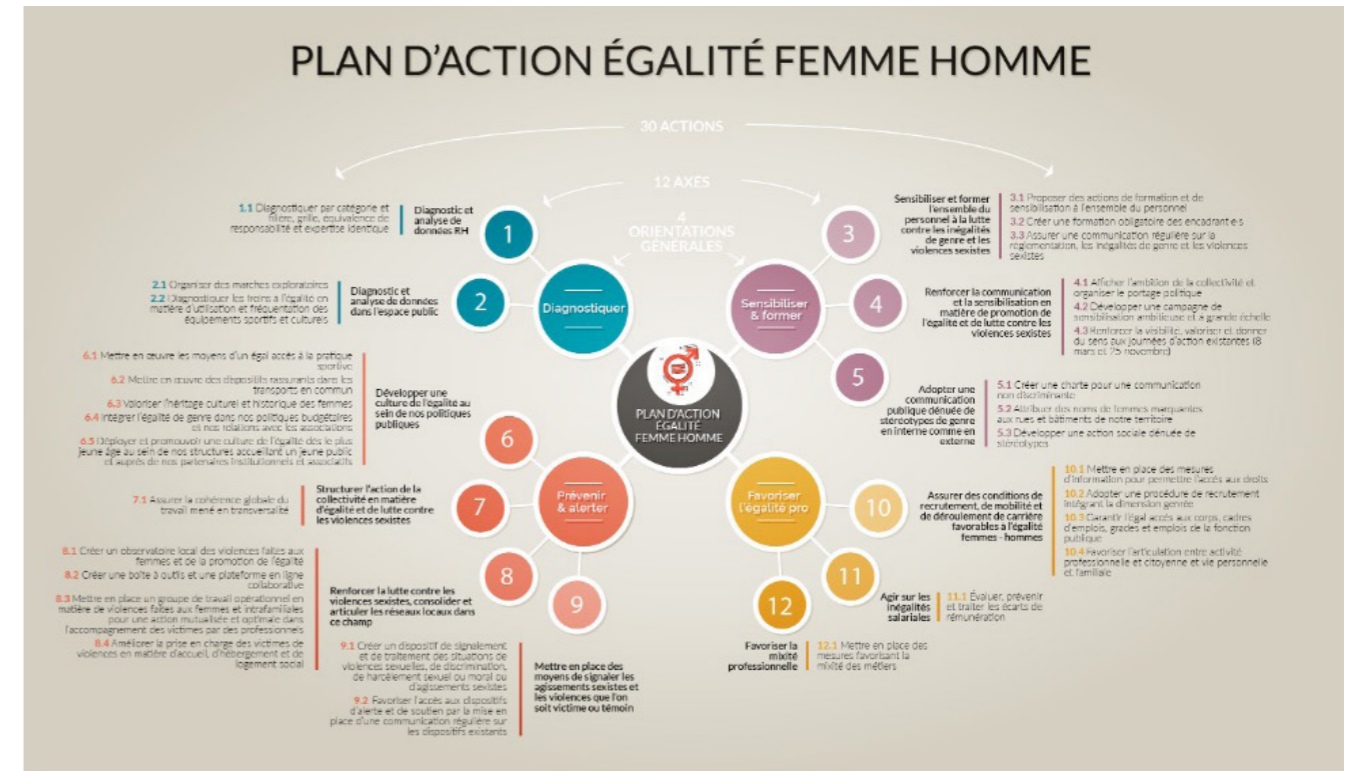 PLAN D'ACTION ÉGALITÉ FEMME HOMME
30 ACTIONS
12 AXES
4
ORIENTATIONS
GÉNÉRALES
1.1 Diagnostiquer par catégorie et
filière, grille, équivalence de
responsabilité et expertise identique
Diagnostic et
analyse de
données RH
1
2.1 Organiser des marches exploratoires
2.2 Diagnostiquer les freins à l'égalité en
matière d'utilisation et fréquentation des
équipements sportifs et culturels
Diagnostic et
analyse de données
dans l'espace public
2
Diagnostiquer
Sensibiliser
& former
3
Sensibiliser et former
l'ensemble du
personnel à la lutte
contre les inégalités
de genre et les
violences sexistes
3.1 Proposer des actions de formation et de
sensibilisation à l'ensemble du personnel
3.2 Créer une formation obligatoire des encadrant·e·s
3.3 Assurer une communication régulière sur la
réglementation, les inégalités de genre et les violences
sexistes
4
Renforcer la communication
et la sensibilisation en
matière de promotion de
l'égalité et de lutte contre les
violences sexistes
4.1 Afficher l'ambition de la collectivité et
organiser le portage politique
4.2 Développer une campagne de
sensibilisation ambitieuse et à grande échelle
4.3 Renforcer la visibilité, valoriser et donner
du sens aux journées d'action existantes (8
mars et 25 novembre)
5
Adopter une
communication
publique dénuée de
stéréotypes de genre
en interne comme en
externe
5.1 Créer une charte pour une communication
non discriminante
5.2 Attribuer des noms de femmes marquantes
aux rues et bâtiments de notre territoire
5.3 Développer une action sociale dénuée de
stéréotypes
PLAN D'ACTION
ÉGALITÉ
FEMME HOMME
6.1 Mettre en œuvre les moyens d'un égal accès à la pratique
sportive
6.2 Mettre en œuvre des dispositifs rassurants dans les
transports en commun
6.3 Valoriser l'héritage culturel et historique des femmes
6.4 Intégrer l'égalité de genre dans nos politiques budgétaires
et nos relations avec les associations
6.5 Déployer et promouvoir une culture de l'égalité dès le plus
jeune âge au sein de nos structures accueillant un jeune public
et auprès de nos partenaires institutionnels et associatifs
Développer une
culture de l'égalité au
sein de nos politiques
publiques
6
7.1 Assurer la cohérence globale du
travail mené en transversalité
Structurer l'action de la
collectivité en matière
d'égalité et de lutte contre
les violences sexistes
7
Prévenir
& alerter
8.1 Créer un observatoire local des violences faites aux
femmes et de la promotion de l'égalité
8.2 Créer une boîte à outils et une plateforme en ligne
collaborative
8.3 Mettre en place un groupe de travail opérationnel en
matière de violences faites aux femmes et intrafamiliales
pour une action mutualisée et optimale dans
l'accompagnement des victimes par des professionnels
8.4 Améliorer la prise en charge des victimes de
violences en matière d'accueil, d'hébergement et de
logement social
Renforcer la lutte contre les
violences sexistes, consolider et
articuler les réseaux locaux dans
ce champ
8
9
9.1 Créer un dispositif de signalement
et de traitement des situations de
violences sexuelles, de discrimination,
de harcèlement sexuel ou moral ou
d'agissements sexistes
9.2 Favoriser l'accès aux dispositifs
d'alerte et de soutien par la mise en
place d'une communication régulière sur
les dispositifs existants
Mettre en place des
moyens de signaler les
agissements sexistes et
les violences que l'on
soit victime ou témoin
Favoriser
l'égalité pro
10
Assurer des conditions de
recrutement, de mobilité et
de déroulement de carrière
favorables à l'égalité
femmes - hommes
10.1 Mettre en place des mesures
d'information pour permettre l'accès aux droits
10.2 Adopter une procédure de recrutement
intégrant la dimension genrée
10.3 Garantir l'égal accès aux corps, cadres
d'emplois, grades et emplois de la fonction
publique
10.4 Favoriser l'articulation entre activité
professionnelle et citoyenne et vie personnelle
et familiale
11
Agir sur les
inégalités
salariales
11.1 Évaluer, prévenir
et traiter les écarts de
rémunération
12
Favoriser la
mixité
professionnelle
12.1 Mettre en place des
mesures favorisant la
mixité des métiers